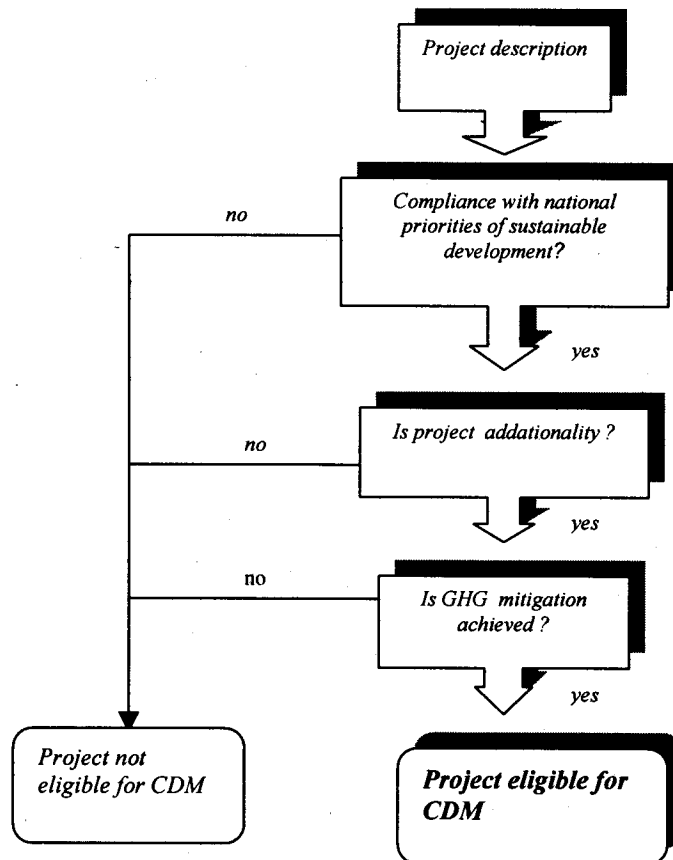 Project description
Compliance with national
priorities of sustainable
development?
no
yes
Is project addationality ?
no
yes
Is GHG mitigation
achieved ?
no
yes
Project not
eligible for CDM
Project eligible for
CDM